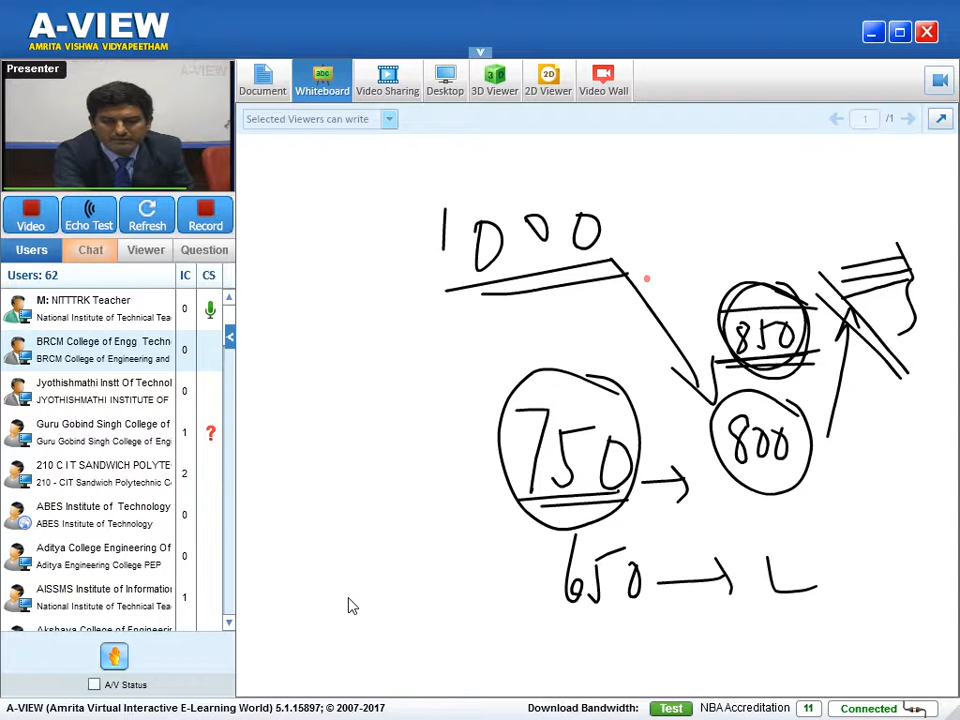 A-VIEW
AMRITA VISHWA VIDYAPEETHAM
Presenter
A-VIEW
Document
Whiteboard
Video Sharing
Desktop
3D Viewer
2D Viewer
Video Wall
Selected Viewers can write
1
/1
Video
Echo Test
Refresh
Record
Users
Chat
Viewer
Question
Users: 62
IC
CS
M: NITTTRK Teacher
National Institute of Technical Tea
0
BRCM College of Engg Techn
BRCM College of Engineering and
0
Jyothishmathi Instt Of Technol
JYOTHISHMATHI INSTITUTE OF
0
Guru Gobind Singh College of
Guru Gobind Singh College of Eng
1
?
210 C I T SANDWICH POLYTE
210 - CIT Sandwich Polytechnic C
2
ABES Institute of Technology
ABES Institute of Technology
0
Aditya College Engineering Of
Aditya Engineering College PEP
0
AISSMS Institute of Informatio
National Institute of Technical Tea
1
Akshaya College of Engineerin
A/V Status
1000
850
750 →
800
650 → L
A-VIEW (Amrita Virtual Interactive E-Learning World) 5.1.15897; © 2007-2017
Download Bandwidth:
Test
NBA Accreditation
11
Connected